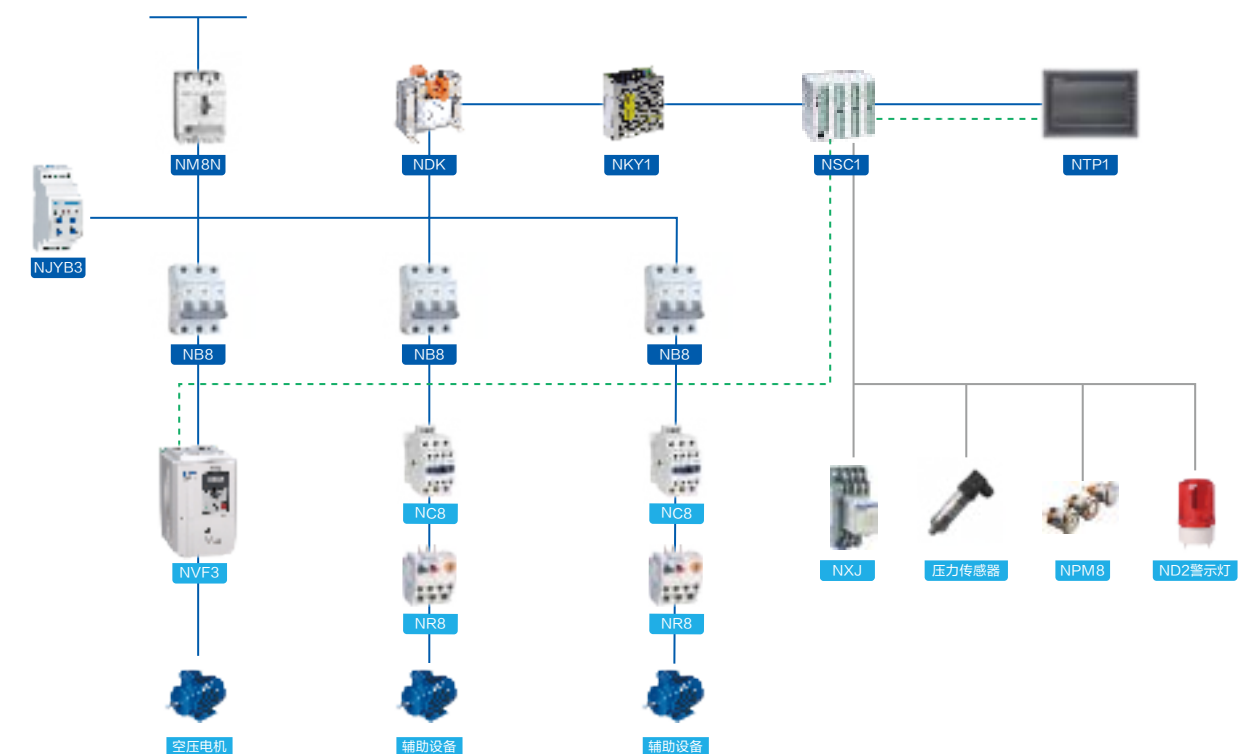 NM8N
NDK
NKY1
NSC1
NTP1
NJYB3
NB8
NB8
NB8
NC8
NC8
NVF3
NXJ
压力传感器
NPM8
ND2警示灯
NR8
NR8
空压电机
辅助设备
辅助设备